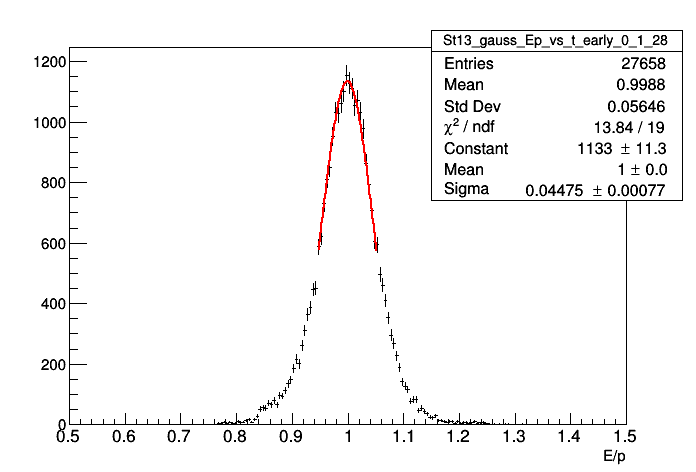 St13_gauss_Ep_vs_t_early_0_1_28
Entries 27658
Mean 0.9988
Std Dev 0.05646
χ² / ndf 13.84 / 19
Constant 1133 ± 11.3
Mean 1 ± 0.0
Sigma 0.04475 ± 0.00077
1200
1000
800
600
400
200
0
0.5 0.6 0.7 0.8 0.9 1 1.1 1.2 1.3 1.4 1.5
E/p